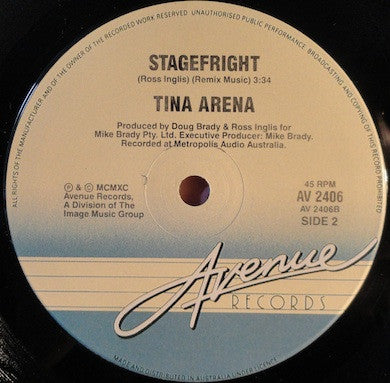 ALL RIGHTS OF THE MANUFACTURER AND OF THE OWNER OF THE RECORDED WORK RESERVED UNAUTHORISED PUBLIC PERFORMANCE, BROADCASTING AND COPYING OF THIS RECORD PROHIBITED
STAGEFRIGHT
(Ross Inglis) (Remix Music) 3:34
TINA ARENA
Produced by Doug Brady & Ross Inglis for
Mike Brady Pty. Ltd. Executive Producer: Mike Brady.
Recorded at Metropolis Audio Australia.
℗ & © MCMXC
Avenue Records,
A Division of The
Image Music Group
45 RPM
AV 2406
AV 2406B
SIDE 2
Avenue
RECORDS
MADE AND DISTRIBUTED IN AUSTRALIA UNDER LICENCE